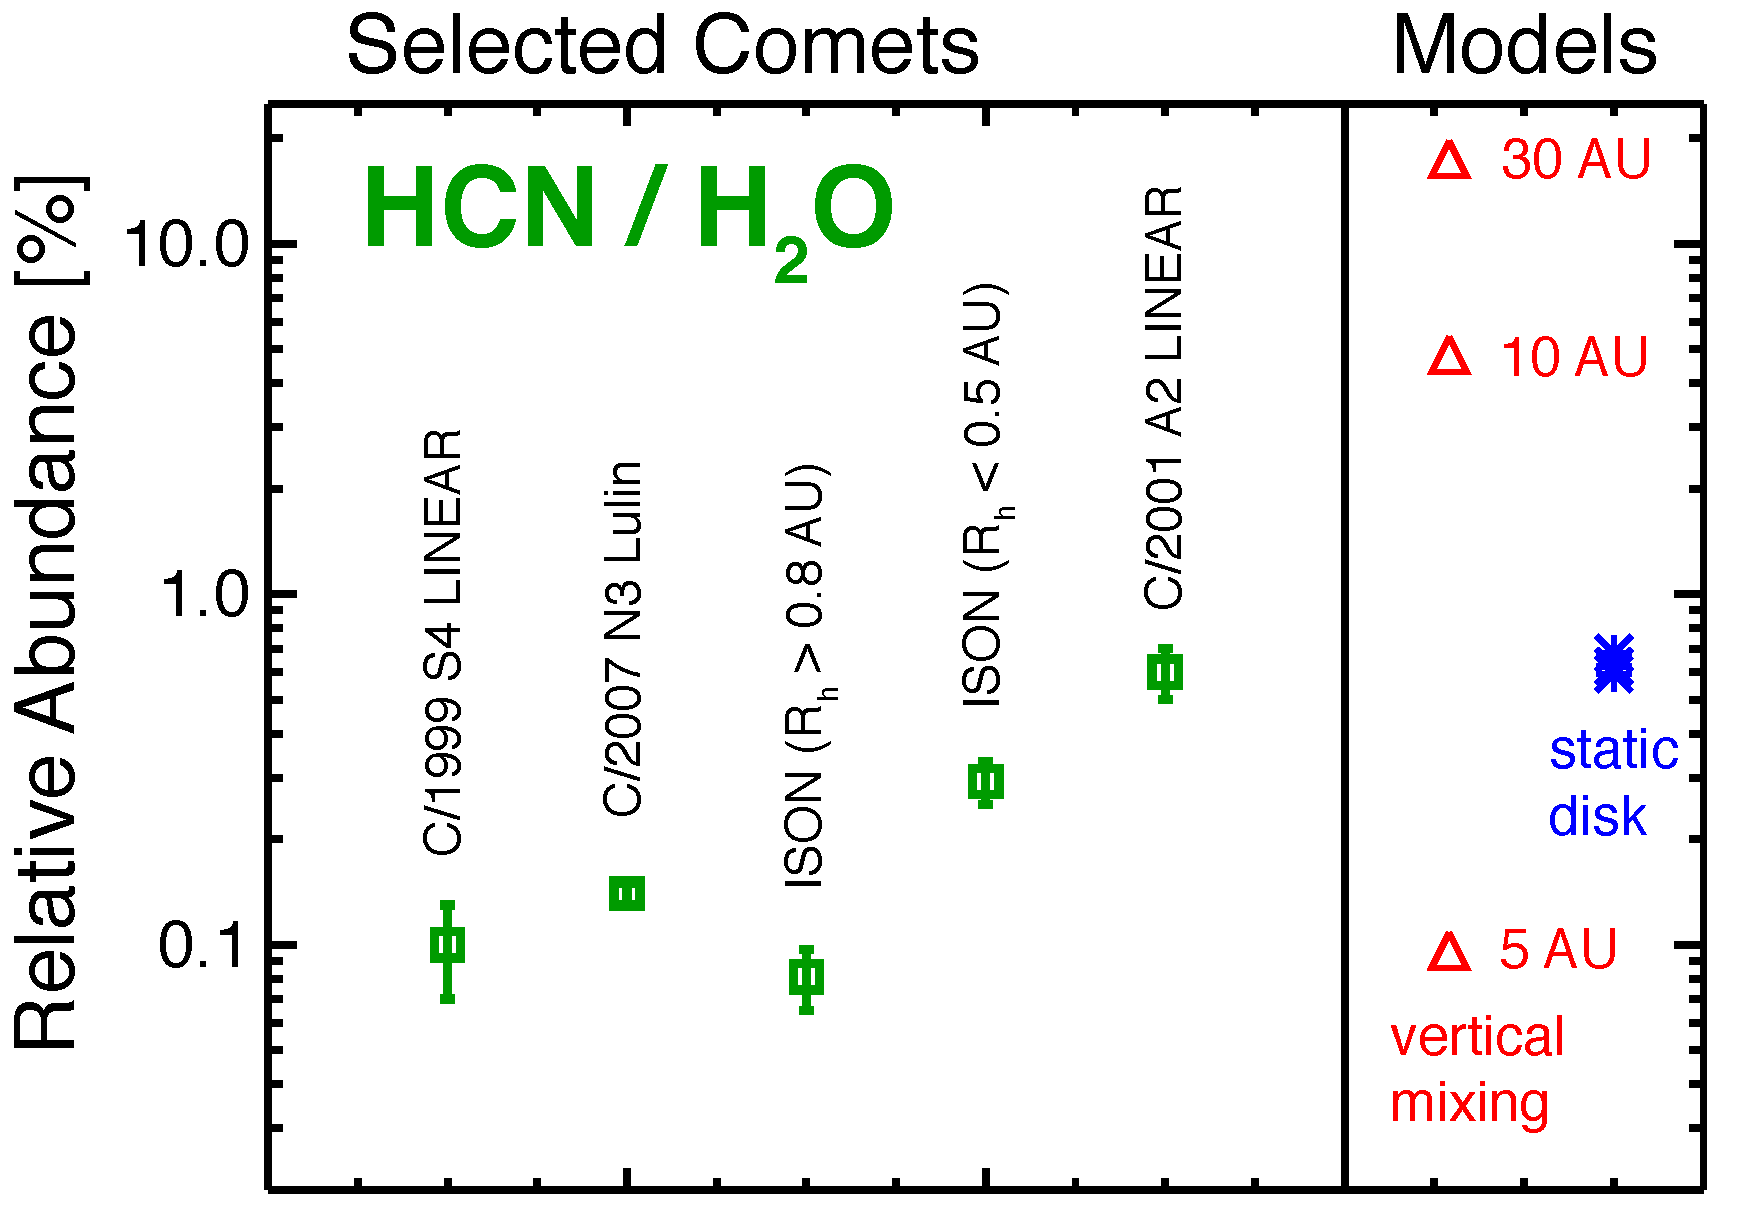 Selected Comets
Models
Relative Abundance [%]
10.0
1.0
0.1
HCN / H₂O
C/1999 S4 LINEAR
C/2007 N3 Lulin
ISON (Rₕ > 0.8 AU)
ISON (Rₕ < 0.5 AU)
C/2001 A2 LINEAR
30 AU
10 AU
static
disk
5 AU
vertical
mixing